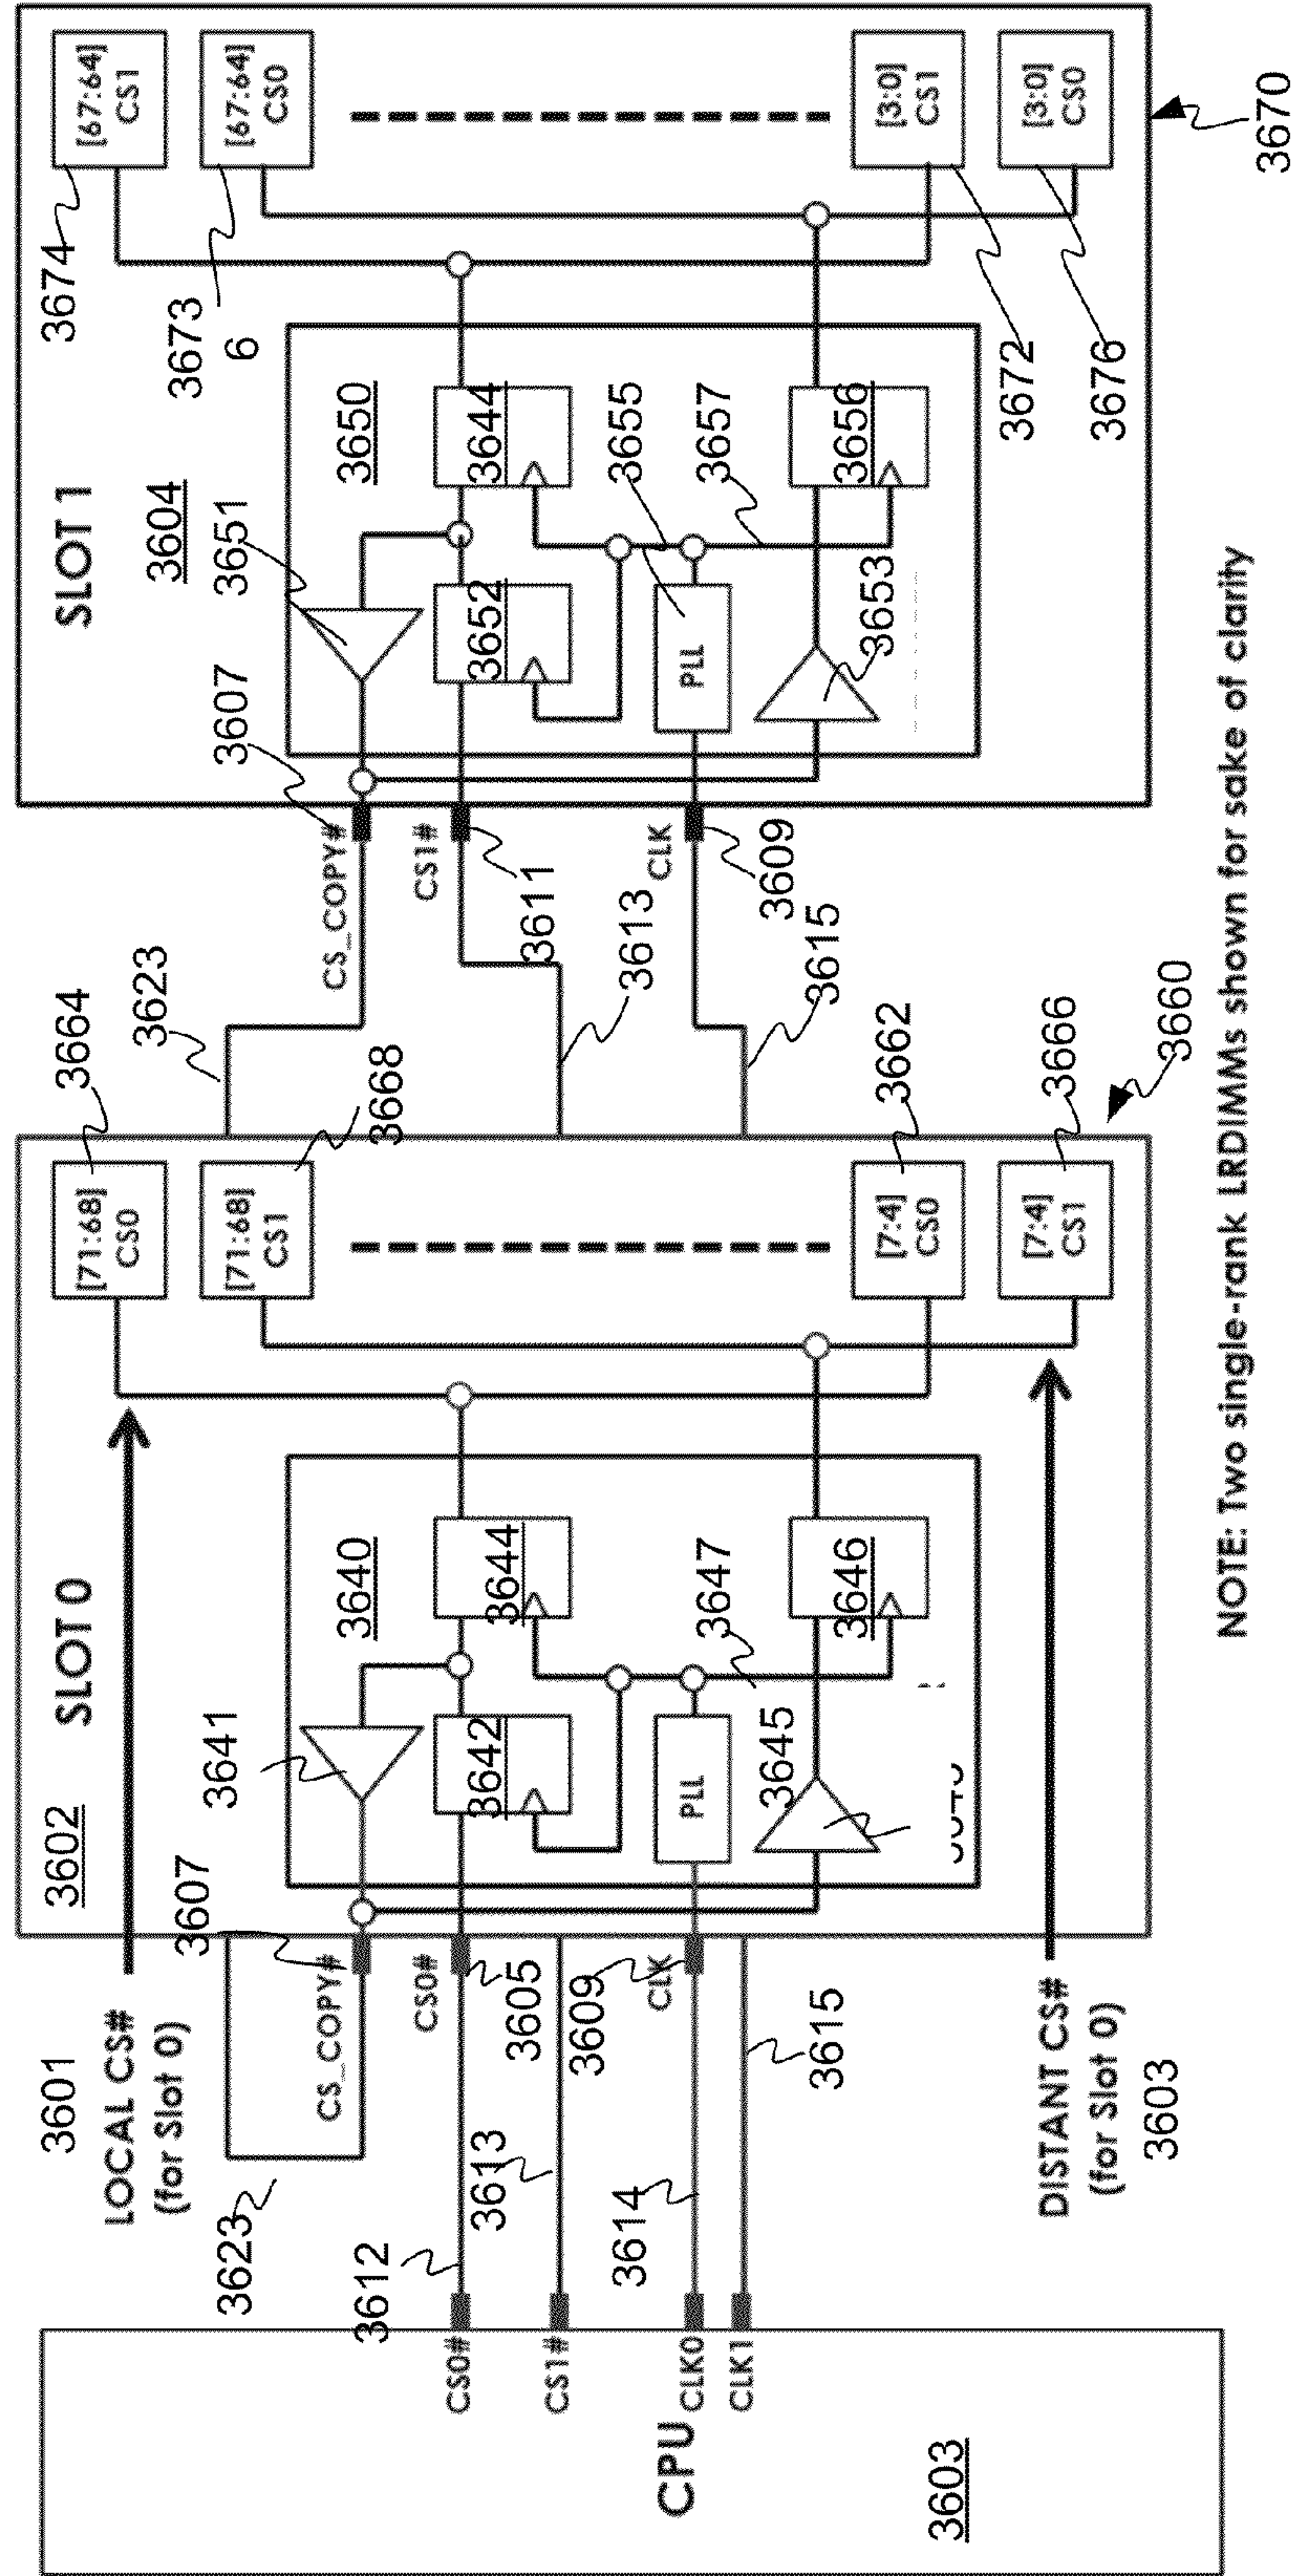 CPU
3603
CS0#
CS1#
CLK0
CLK1
3612
3613
3614
3615
3623
3601
LOCAL CS#
(for Slot 0)
DISTANT CS#
(for Slot 0)
3603
CS_COPY#
CS0#
CLK
3607
3605
3609
3602
SLOT 0
3641
3640
3642
3644
PLL
3645
3647
3646
[71:68]
CS0
[71:68]
CS1
[7:4]
CS0
[7:4]
CS1
3664
3668
3662
3666
3660
3623
3613
3615
CS_COPY#
CS1#
CLK
3607
3611
3609
SLOT 1
3604
3651
3650
3652
3644
PLL
3655
3657
3653
3656
3674
3673
6
3672
3676
[67:64]
CS1
[67:64]
CS0
[3:0]
CS1
[3:0]
CS0
3670
NOTE: Two single-rank LRDIMMs shown for sake of clarity